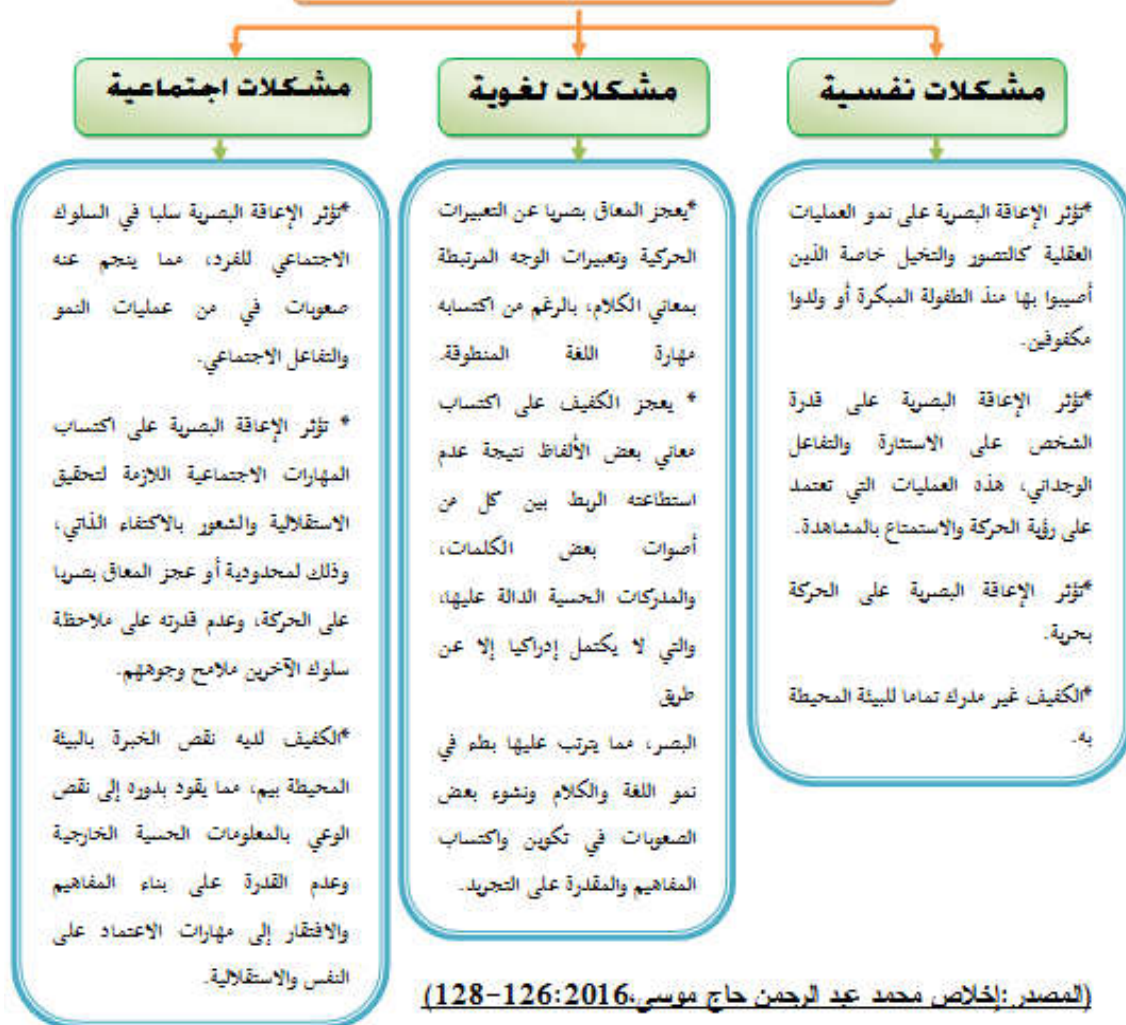 مشكلات نفسية
*تؤثر الإعاقة البصرية على نمو العمليات
العقلية كالتصور والتخيل خاصة الذين
أصيبوا بها منذ الطفولة المبكرة أو ولدوا
مكفوفين.
*تؤثر الإعاقة البصرية على قدرة
الشخص على الاستثارة والتفاعل
الوجداني، هذه العمليات التي تعتمد
على رؤية الحركة والاستمتاع بالمشاهدة.
*تؤثر الإعاقة البصرية على الحركة
بحرية.
*الكفيف غير مدرك تماما للبيئة المحيطة
به.
مشكلات لغوية
*يعجز المعاق بصريا عن التعبيرات
الحركية وتعبيرات الوجه المرتبطة
بمعاني الكلام، بالرغم من اكتسابه
مهارة اللغة المنطوقة.
* يعجز الكفيف على اكتساب
معاني بعض الألفاظ نتيجة عدم
استطاعته الربط بين كل من
أصوات بعض الكلمات،
والمدركات الحسية الدالة عليها،
والتي لا يكتمل إدراكيا إلا عن
طريق
البصر، مما يترتب عليها بطء في
نمو اللغة والكلام ونشوء بعض
الصعوبات في تكوين واكتساب
المفاهيم والمقدرة على التجريد.
مشكلات اجتماعية
*تؤثر الإعاقة البصرية سلبا في السلوك
الاجتماعي للفرد، مما ينجم عنه
صعوبات في من عمليات النمو
والتفاعل الاجتماعي.
* تؤثر الإعاقة البصرية على اكتساب
المهارات الاجتماعية اللازمة لتحقيق
الاستقلالية والشعور بالاكتفاء الذاتي،
وذلك لمحدودية أو عجز المعاق بصريا
على الحركة، وعدم قدرته على ملاحظة
سلوك الآخرين ملامح وجوههم.
*الكفيف لديه نقص الخبرة بالبيئة
المحيطة بيم، مما يقود بدوره إلى نقص
الوعي بالمعلومات الحسية الخارجية
وعدم القدرة على بناء المفاهيم
والافتقار إلى مهارات الاعتماد على
النفس والاستقلالية.
(المصدر:إخلاص محمد عبد الرحمن حاج موسى،2016:126-128)